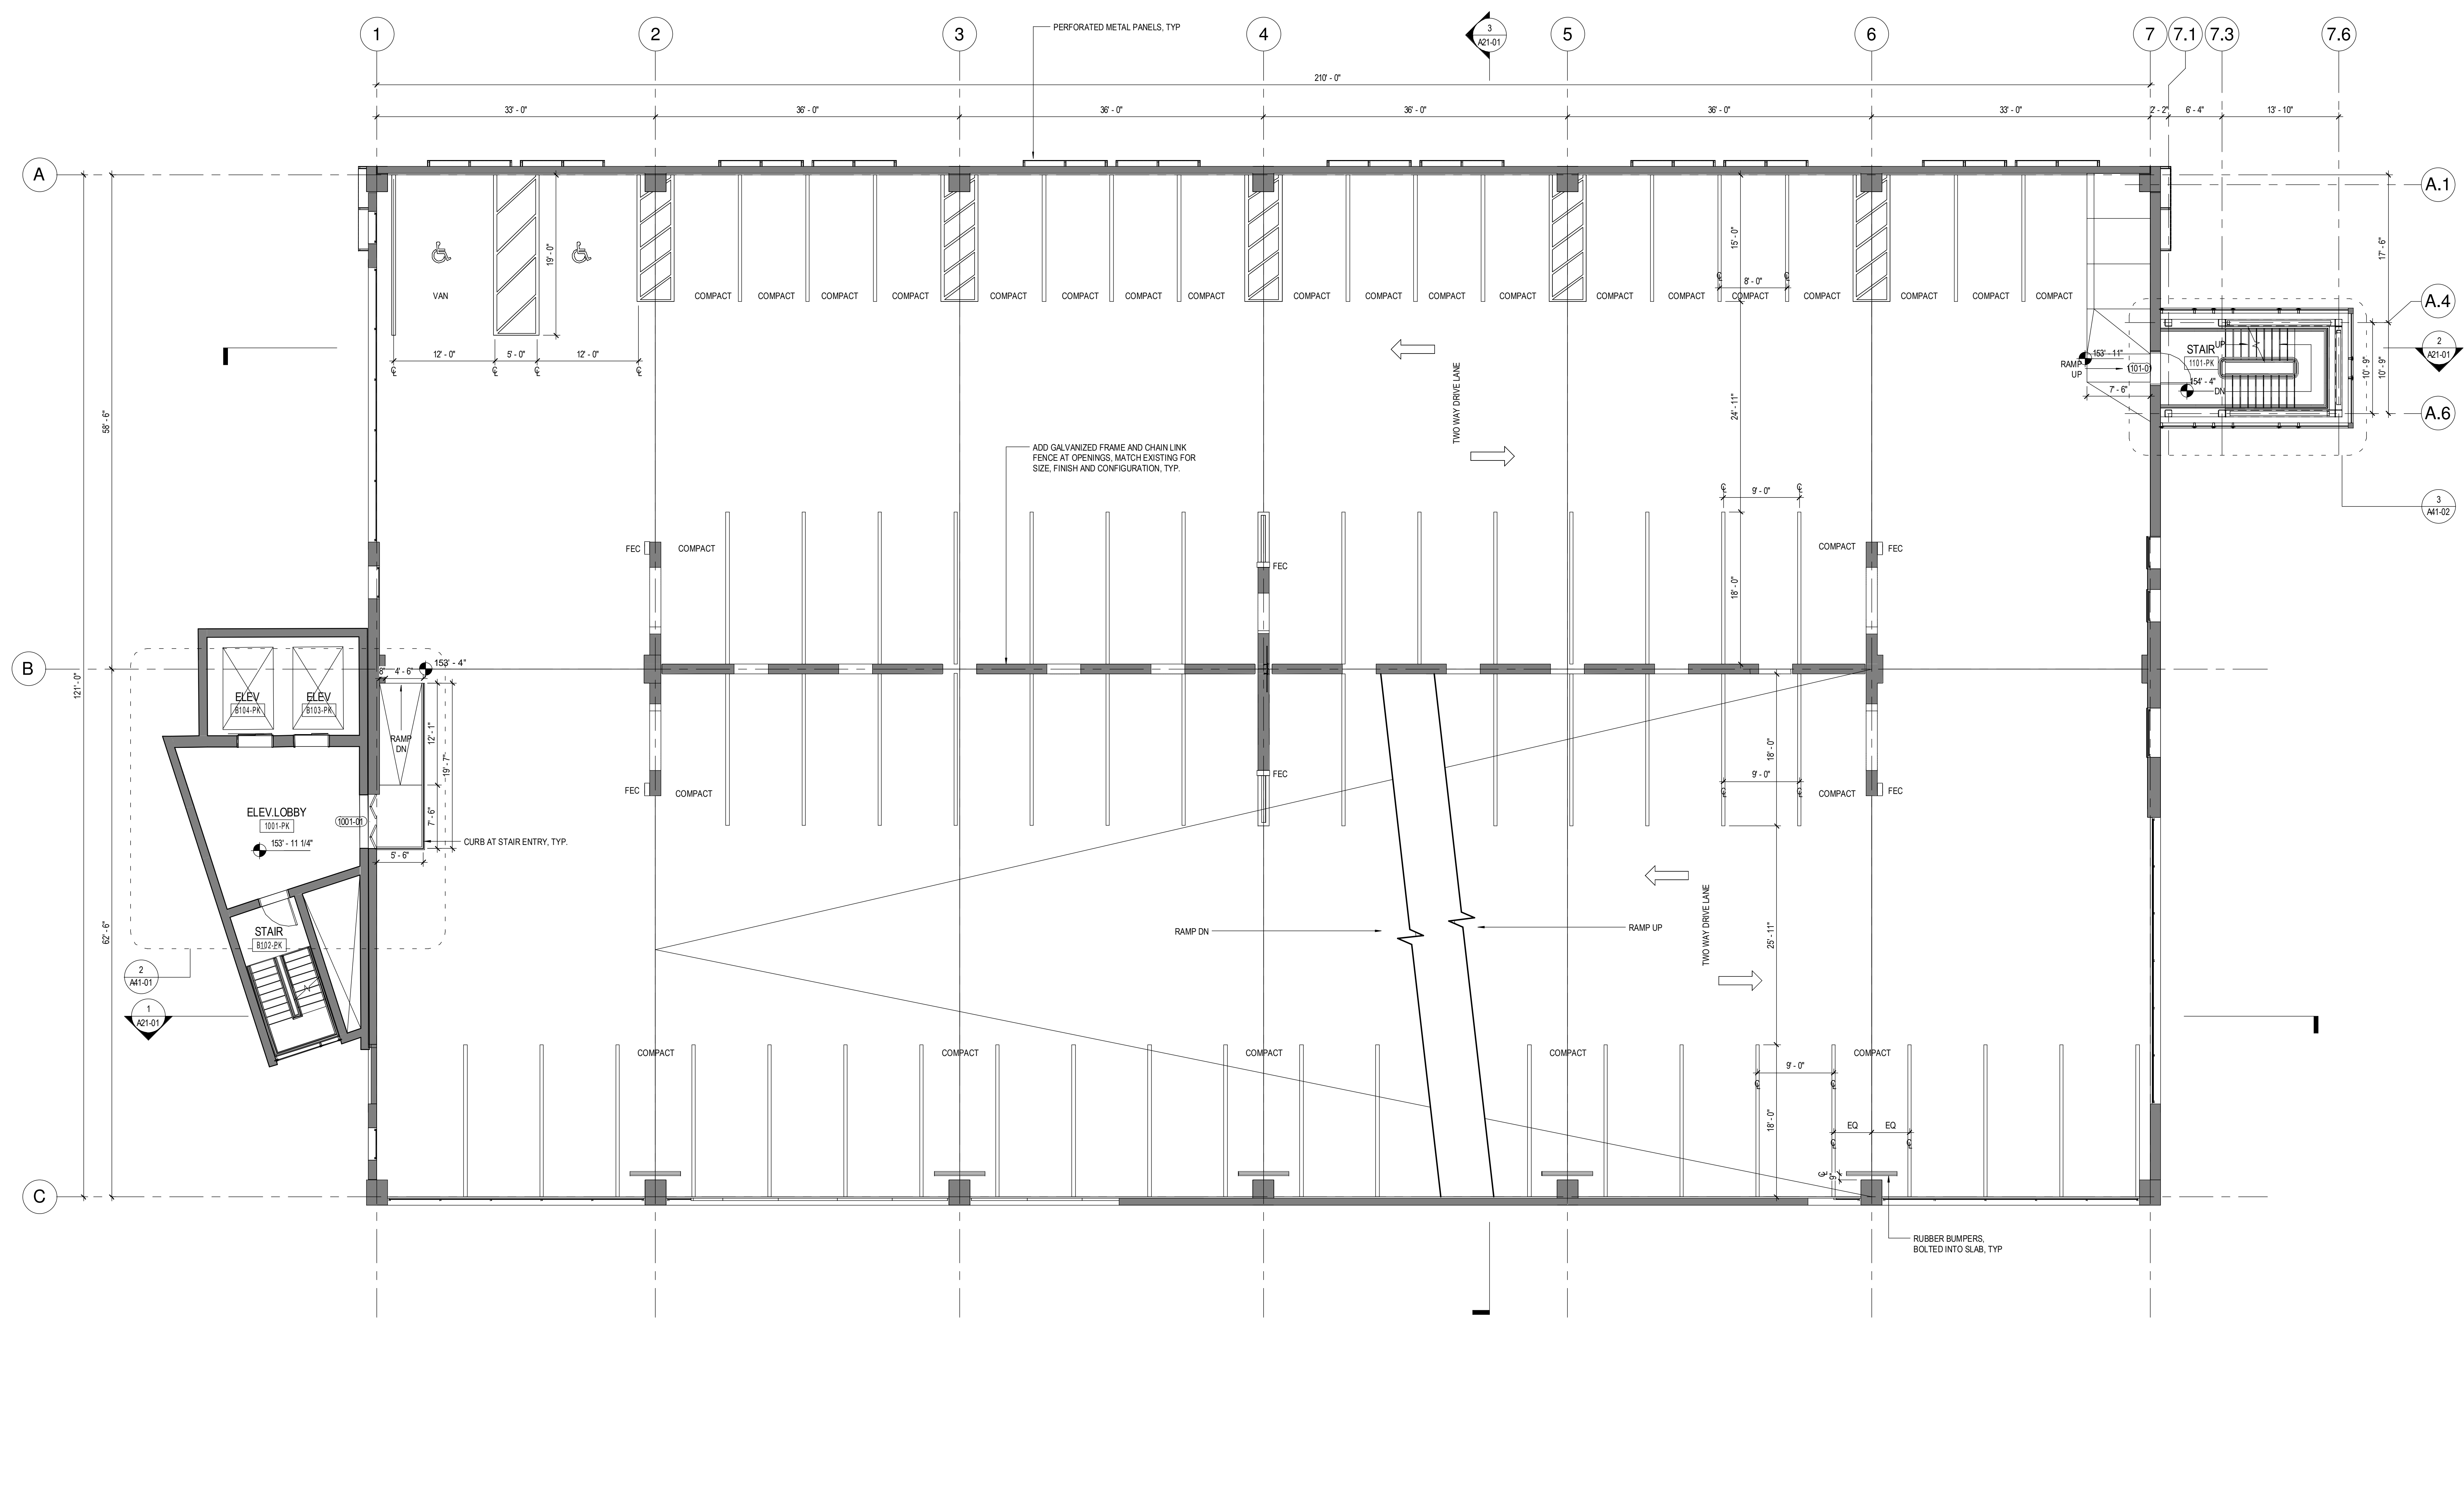 1 2 3 4 5 6 7 7.1 7.3 7.6
PERFORATED METAL PANELS, TYP
3
A21-01
210' - 0"
33' - 0" 36' - 0" 36' - 0" 36' - 0" 36' - 0" 33' - 0" 2' - 2" 6' - 4" 13' - 10"
A
A.1
19' - 0"
15' - 0"
17' - 6"
VAN
COMPACT COMPACT COMPACT COMPACT COMPACT COMPACT COMPACT COMPACT COMPACT COMPACT COMPACT COMPACT COMPACT COMPACT COMPACT COMPACT COMPACT COMPACT COMPACT
8' - 0"
A.4
12' - 0" 5' - 0" 12' - 0"
TWO WAY DRIVE LANE
24' - 11"
STAIR
1101-PK
UP
153' - 11"
RAMP
UP
1101-01
154' - 4"
DN
7' - 6"
10' - 9"
10' - 9"
2
A21-01
A.6
58' - 6"
ADD GALVANIZED FRAME AND CHAIN LINK
FENCE AT OPENINGS, MATCH EXISTING FOR
SIZE, FINISH AND CONFIGURATION, TYP.
9' - 0"
3
A41-02
FEC
COMPACT
FEC
COMPACT
FEC
18' - 0"
B
121' - 0"
8"
4' - 6"
153' - 4"
ELEV
B104-PK
ELEV
B103-PK
RAMP
DN
12' - 1"
19' - 7"
18' - 0"
FEC
9' - 0"
FEC
COMPACT
COMPACT
FEC
ELEV.LOBBY
1001-PK
1001-01
7' - 6"
153' - 11 1/4"
CURB AT STAIR ENTRY, TYP.
5' - 6"
62' - 6"
STAIR
B102-PK
RAMP DN
RAMP UP
TWO WAY DRIVE LANE
25' - 11"
2
A41-01
1
A21-01
COMPACT COMPACT COMPACT COMPACT COMPACT
9' - 0"
18' - 0"
EQ EQ
9"
C
RUBBER BUMPERS,
BOLTED INTO SLAB, TYP